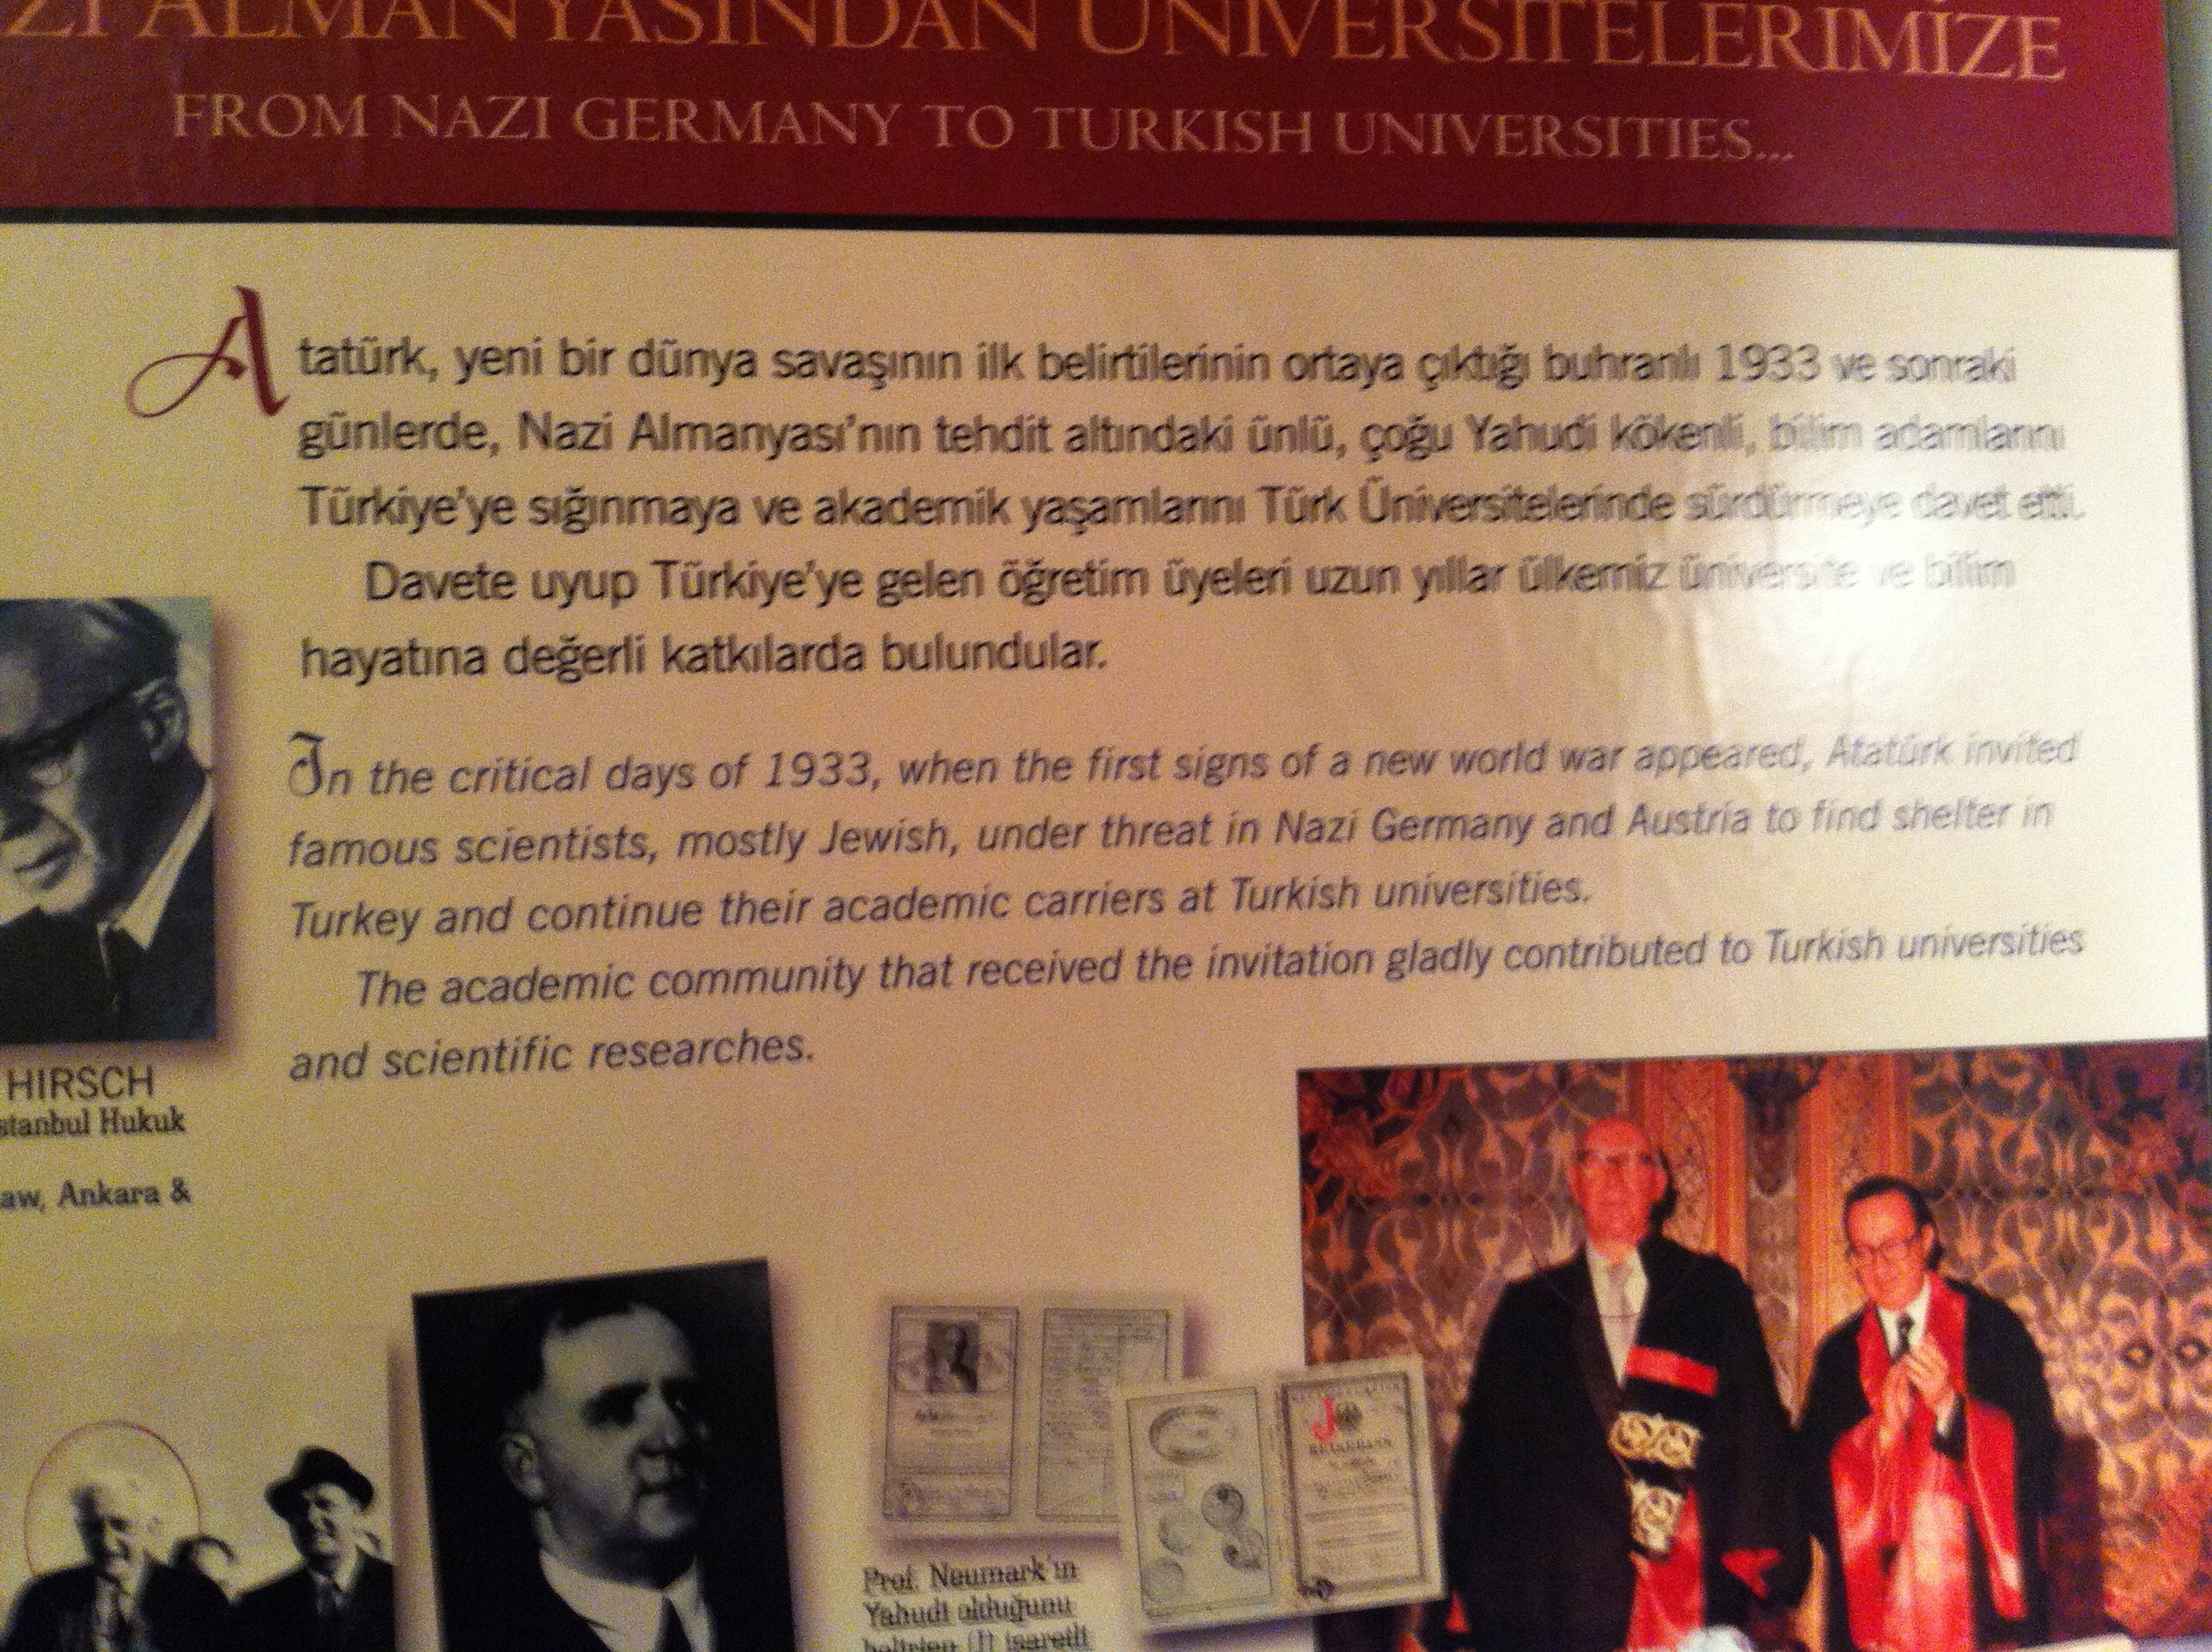 Zİ ALMANYASINDAN ÜNİVERSİTELERİMİZE
FROM NAZI GERMANY TO TURKISH UNIVERSITIES...
Atatürk, yeni bir dünya savaşının ilk belirtilerinin ortaya çıktığı buhranlı 1933 ve sonraki
günlerde, Nazi Almanyası'nın tehdit altındaki ünlü, çoğu Yahudi kökenli, bilim adamlarını
Türkiye'ye sığınmaya ve akademik yaşamlarını Türk Üniversitelerinde sürdürmeye davet etti.
Davete uyup Türkiye'ye gelen öğretim üyeleri uzun yıllar ülkemiz üniversite ve bilim
hayatına değerli katkılarda bulundular.
In the critical days of 1933, when the first signs of a new world war appeared, Atatürk invited
famous scientists, mostly Jewish, under threat in Nazi Germany and Austria to find shelter in
Turkey and continue their academic carriers at Turkish universities.
The academic community that received the invitation gladly contributed to Turkish universities
and scientific researches.
HIRSCH
stanbul Hukuk
aw, Ankara &
J
Prof. Neumark'ın
Yahudi olduğunu
belirten (J) işaretli